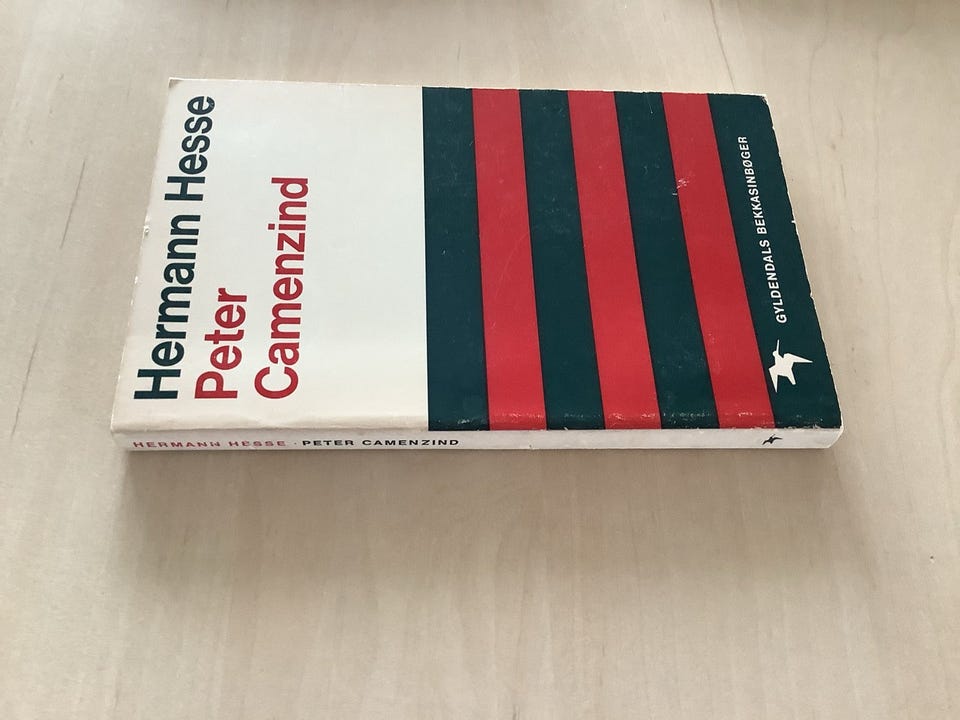 Hermann Hesse
Peter
Camenzind
GYLDENDALS BEKKASINBØGER
HERMANN HESSE · PETER CAMENZIND